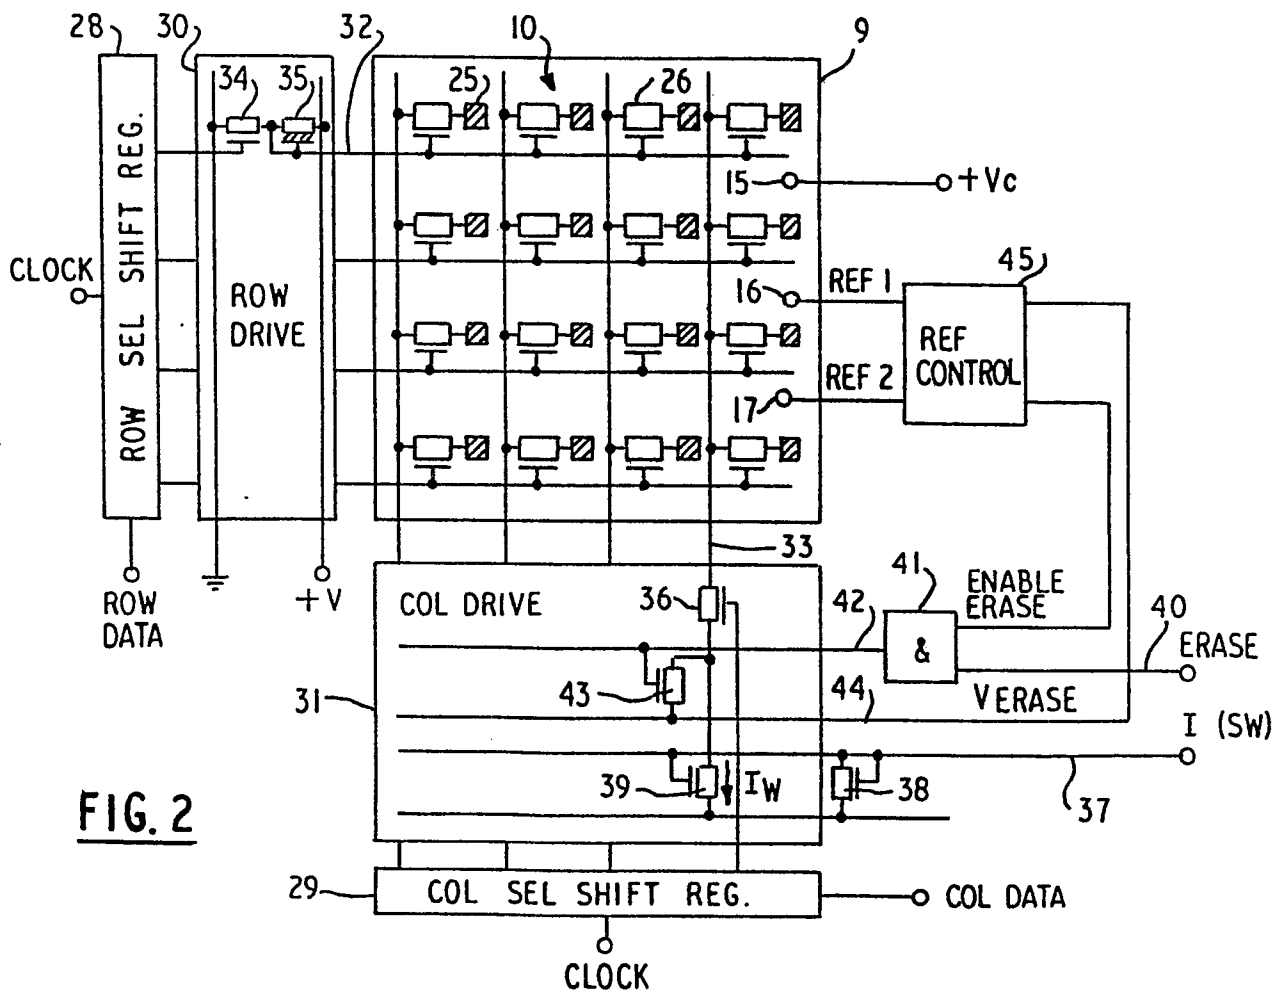 28
30
32
10
9
34
35
25
26
ROW SEL SHIFT REG.
15
+Vc
CLOCK
ROW
DRIVE
16
REF 1
45
REF
CONTROL
REF 2
17
33
ROW
DATA
+V
COL DRIVE
36
42
41
ENABLE
ERASE
40
ERASE
&
43
31
44
V ERASE
I (SW)
39
IW
38
37
FIG. 2
29
COL SEL SHIFT REG.
COL DATA
CLOCK